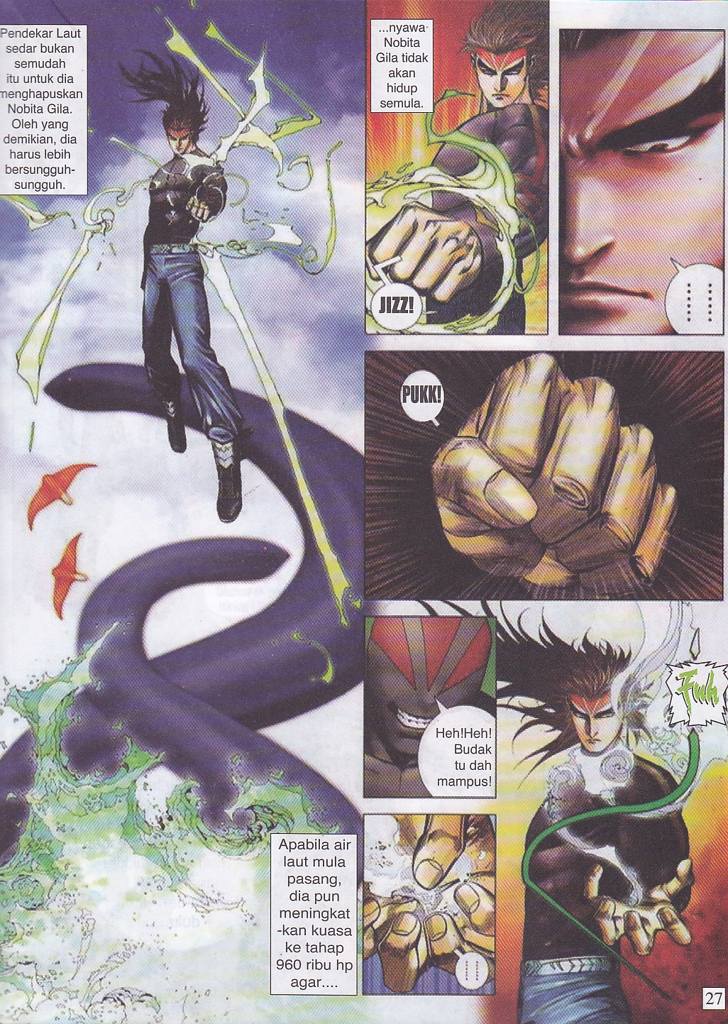 Pendekar Laut
sedar bukan
semudah
itu untuk dia
menghapuskan
Nobita Gila.
Oleh yang
demikian, dia
harus lebih
bersungguh-
sungguh.
Apabila air
laut mula
pasang,
dia pun
meningkat
-kan kuasa
ke tahap
960 ribu hp
agar....
...nyawa
Nobita
Gila tidak
akan
hidup
semula.
JIZZ!
......
PUKK!
Heh!Heh!
Budak
tu dah
mampus!
Fwh
......
27